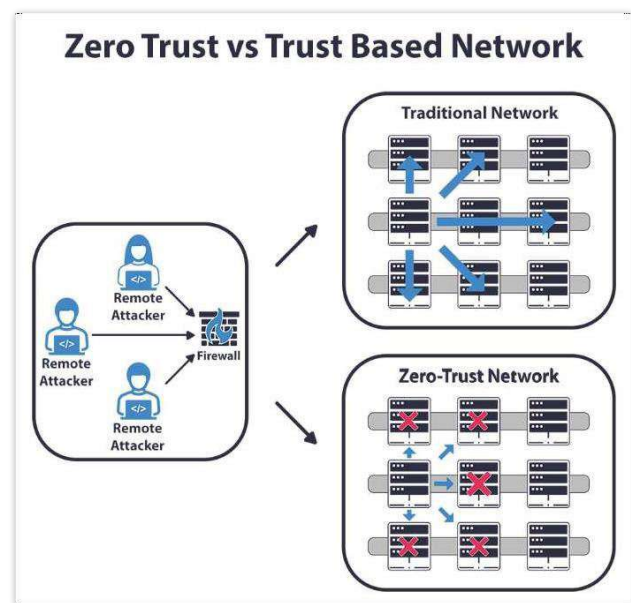 Zero Trust vs Trust Based Network
Traditional Network
Remote
Attacker
Remote
Attacker
Firewall
Remote
Attacker
Zero-Trust Network